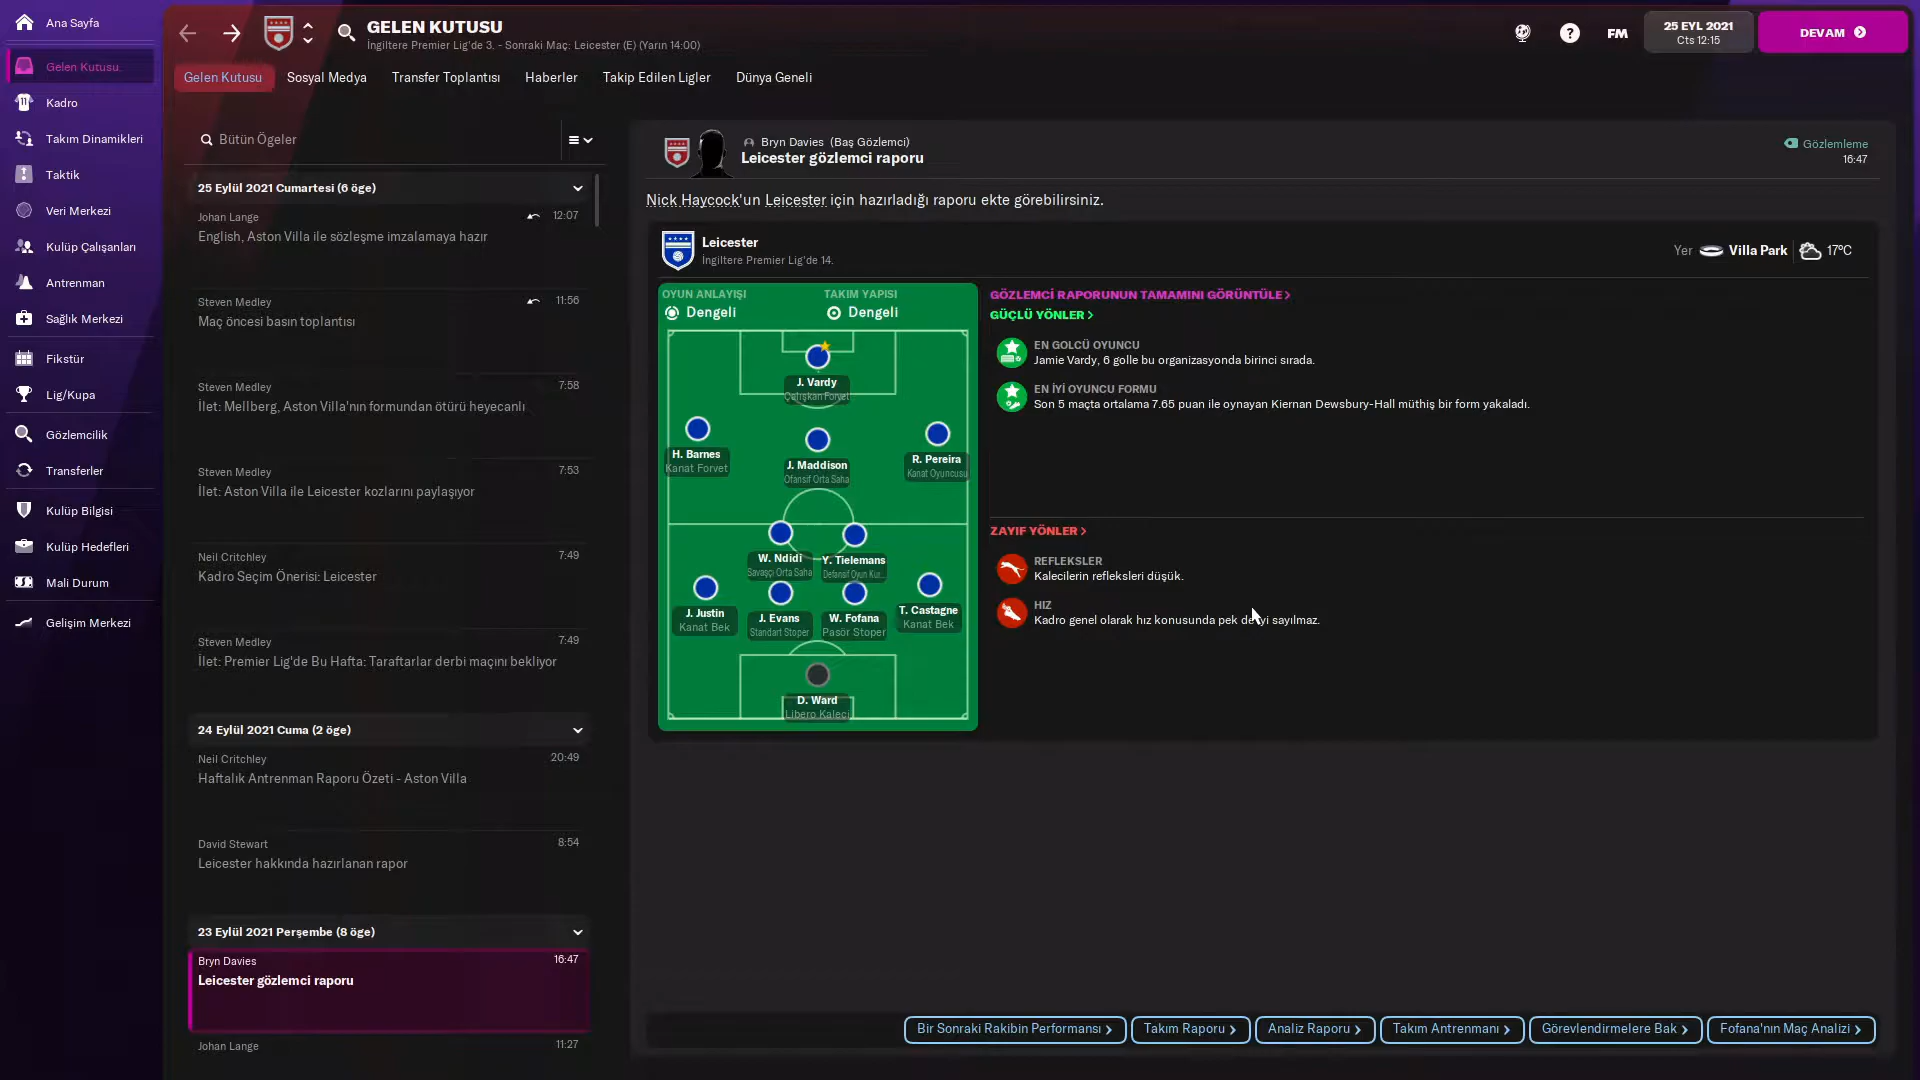 Ana Sayfa
Gelen Kutusu
Kadro
Takım Dinamikleri
Taktik
Veri Merkezi
Kulüp Çalışanları
Antrenman
Sağlık Merkezi
Fikstür
Lig/Kupa
Gözlemcilik
Transferler
Kulüp Bilgisi
Kulüp Hedefleri
Mali Durum
Gelişim Merkezi
GELEN KUTUSU
İngiltere Premier Lig'de 3. - Sonraki Maç: Leicester (E) (Yarın 14:00)
FM
25 EYL 2021
Cts 12:15
DEVAM
Gelen Kutusu Sosyal Medya Transfer Toplantısı Haberler Takip Edilen Ligler Dünya Geneli
Bütün Ögeler
25 Eylül 2021 Cumartesi (6 öge)
Johan Lange 12:07
English, Aston Villa ile sözleşme imzalamaya hazır
Steven Medley 11:56
Maç öncesi basın toplantısı
Steven Medley 7:58
İlet: Mellberg, Aston Villa'nın formundan ötürü heyecanlı
Steven Medley 7:53
İlet: Aston Villa ile Leicester kozlarını paylaşıyor
Neil Critchley 7:49
Kadro Seçim Önerisi: Leicester
Steven Medley 7:49
İlet: Premier Lig'de Bu Hafta: Taraftarlar derbi maçını bekliyor
24 Eylül 2021 Cuma (2 öge)
Neil Critchley 20:49
Haftalık Antrenman Raporu Özeti - Aston Villa
David Stewart 8:54
Leicester hakkında hazırlanan rapor
23 Eylül 2021 Perşembe (8 öge)
Bryn Davies 16:47
Leicester gözlemci raporu
Johan Lange 11:27
Bryn Davies (Baş Gözlemci)
Leicester gözlemci raporu
Gözlemleme
16:47
Nick Haycock'un Leicester için hazırladığı raporu ekte görebilirsiniz.
Leicester
İngiltere Premier Lig'de 14.
Yer Villa Park 17°C
OYUN ANLAYIŞI TAKIM YAPISI
Dengeli Dengeli
J. Vardy
Çalışkan Forvet
H. Barnes
Kanat Forvet
J. Maddison
Ofansif Orta Saha
R. Pereira
Kanat Oyuncusu
W. Ndidi
Savaşçı Orta Saha
Y. Tielemans
Defansif Oyun Kur...
J. Justin
Kanat Bek
J. Evans
Standart Stoper
W. Fofana
Pasör Stoper
T. Castagne
Kanat Bek
D. Ward
Libero Kaleci
GÖZLEMCİ RAPORUNUN TAMAMINI GÖRÜNTÜLE >
GÜÇLÜ YÖNLER >
EN GOLCÜ OYUNCU
Jamie Vardy, 6 golle bu organizasyonda birinci sırada.
EN İYİ OYUNCU FORMU
Son 5 maçta ortalama 7.65 puan ile oynayan Kiernan Dewsbury-Hall müthiş bir form yakaladı.
ZAYIF YÖNLER >
REFLEKSLER
Kalecilerin refleksleri düşük.
HIZ
Kadro genel olarak hız konusunda pek de iyi sayılmaz.
Bir Sonraki Rakibin Performansı > Takım Raporu > Analiz Raporu > Takım Antrenmanı > Görevlendirmelere Bak > Fofana'nın Maç Analizi >